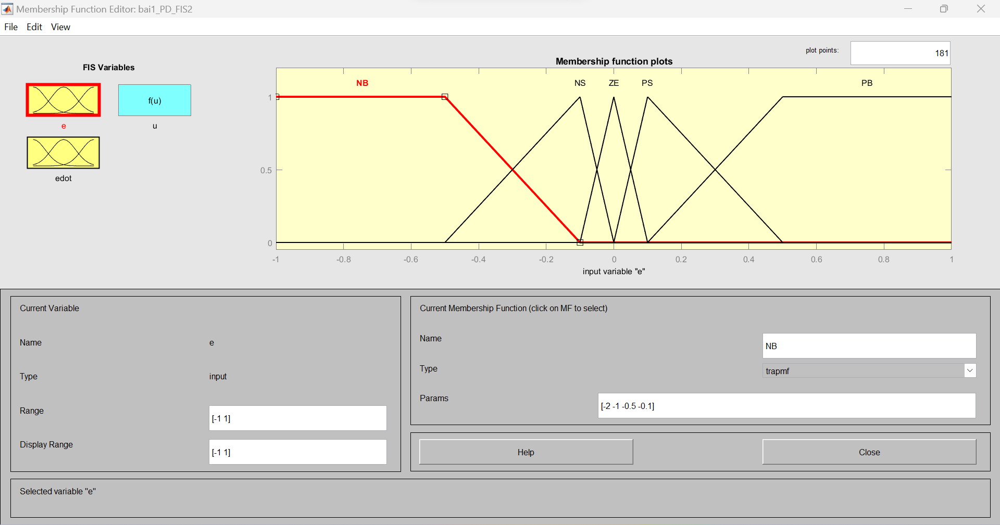 Membership Function Editor: bai1_PD_FIS2
File Edit View
plot points: 181
FIS Variables
Membership function plots
e
f(u)
u
edot
NB NS ZE PS PB
1
0.5
0
-1 -0.8 -0.6 -0.4 -0.2 0 0.2 0.4 0.6 0.8 1
input variable "e"
Current Variable
Name e
Type input
Range [-1 1]
Display Range [-1 1]
Current Membership Function (click on MF to select)
Name NB
Type trapmf
Params [-2 -1 -0.5 -0.1]
Help Close
Selected variable "e"